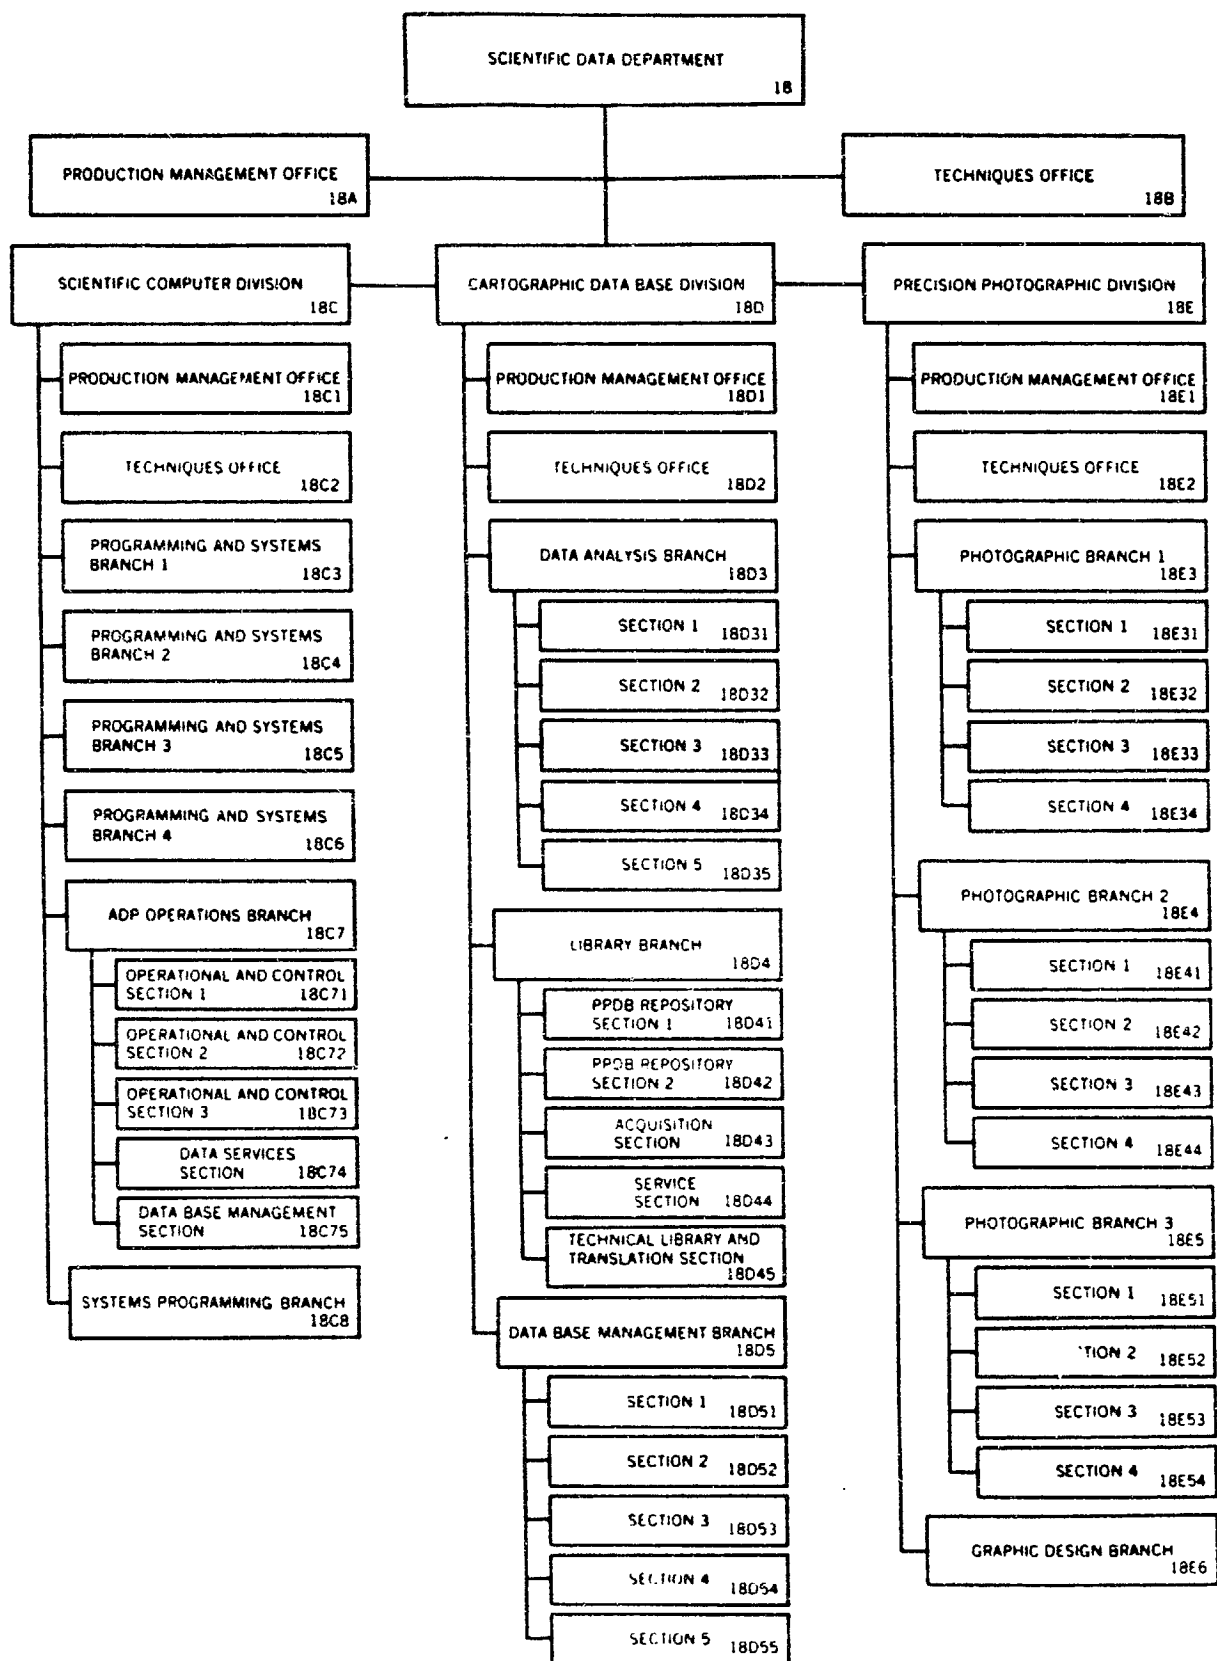 SCIENTIFIC DATA DEPARTMENT
18
PRODUCTION MANAGEMENT OFFICE
18A
TECHNIQUES OFFICE
18B
SCIENTIFIC COMPUTER DIVISION
18C
PRODUCTION MANAGEMENT OFFICE
18C1
TECHNIQUES OFFICE
18C2
PROGRAMMING AND SYSTEMS
BRANCH 1
18C3
PROGRAMMING AND SYSTEMS
BRANCH 2
18C4
PROGRAMMING AND SYSTEMS
BRANCH 3
18C5
PROGRAMMING AND SYSTEMS
BRANCH 4
18C6
ADP OPERATIONS BRANCH
18C7
OPERATIONAL AND CONTROL
SECTION 1 18C71
OPERATIONAL AND CONTROL
SECTION 2 18C72
OPERATIONAL AND CONTROL
SECTION 3 18C73
DATA SERVICES
SECTION 18C74
DATA BASE MANAGEMENT
SECTION 18C75
SYSTEMS PROGRAMMING BRANCH
18C8
CARTOGRAPHIC DATA BASE DIVISION
18D
PRODUCTION MANAGEMENT OFFICE
18D1
TECHNIQUES OFFICE
18D2
DATA ANALYSIS BRANCH
18D3
SECTION 1 18D31
SECTION 2 18D32
SECTION 3 18D33
SECTION 4 18D34
SECTION 5 18D35
LIBRARY BRANCH
18D4
PPDB REPOSITORY
SECTION 1 18D41
PPDB REPOSITORY
SECTION 2 18D42
ACQUISITION
SECTION 18D43
SERVICE
SECTION 18D44
TECHNICAL LIBRARY AND
TRANSLATION SECTION
18D45
DATA BASE MANAGEMENT BRANCH
18D5
SECTION 1 18D51
SECTION 2 18D52
SECTION 3 18D53
SECTION 4 18D54
SECTION 5 18D55
PRECISION PHOTOGRAPHIC DIVISION
18E
PRODUCTION MANAGEMENT OFFICE
18E1
TECHNIQUES OFFICE
18E2
PHOTOGRAPHIC BRANCH 1
18E3
SECTION 1 18E31
SECTION 2 18E32
SECTION 3 18E33
SECTION 4 18E34
PHOTOGRAPHIC BRANCH 2
18E4
SECTION 1 18E41
SECTION 2 18E42
SECTION 3 18E43
SECTION 4 18E44
PHOTOGRAPHIC BRANCH 3
18E5
SECTION 1 18E51
TION 2 18E52
SECTION 3 18E53
SECTION 4 18E54
GRAPHIC DESIGN BRANCH
18E6